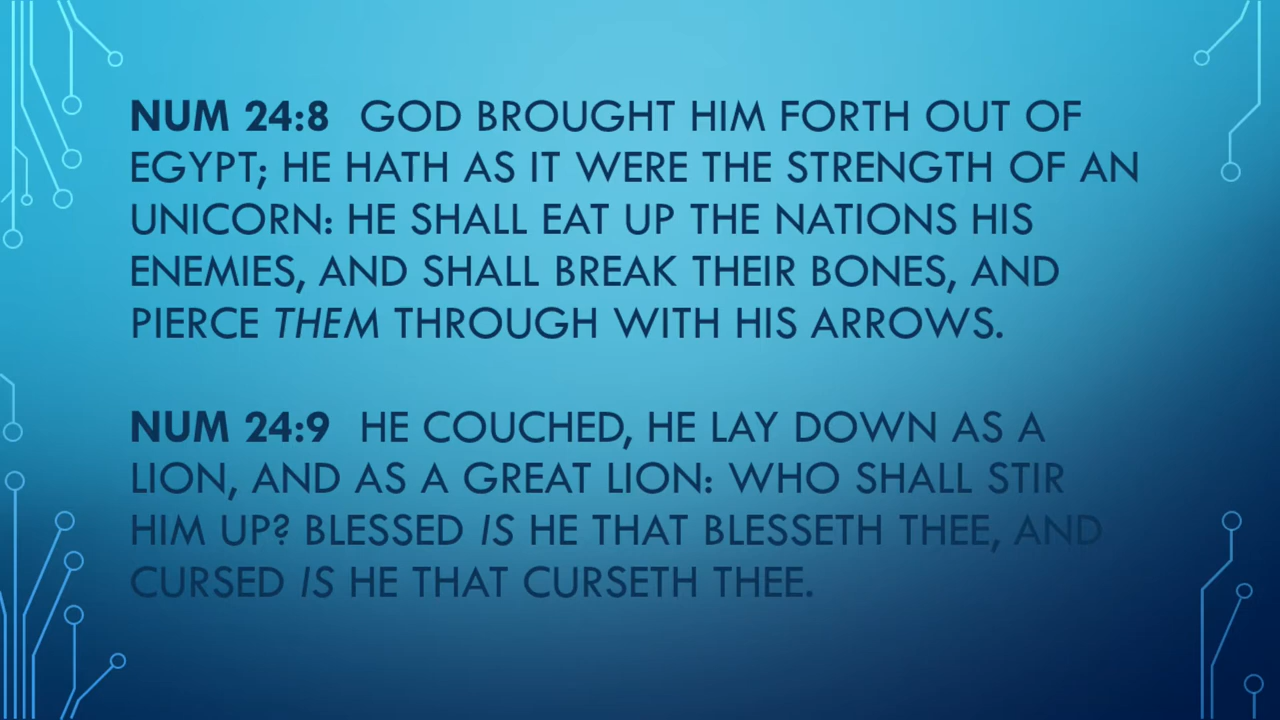 NUM 24:8 GOD BROUGHT HIM FORTH OUT OF
EGYPT; HE HATH AS IT WERE THE STRENGTH OF AN
UNICORN: HE SHALL EAT UP THE NATIONS HIS
ENEMIES, AND SHALL BREAK THEIR BONES, AND
PIERCE THEM THROUGH WITH HIS ARROWS.
NUM 24:9 HE COUCHED, HE LAY DOWN AS A
LION, AND AS A GREAT LION: WHO SHALL STIR
HIM UP? BLESSED IS HE THAT BLESSETH THEE, AND
CURSED IS HE THAT CURSETH THEE.